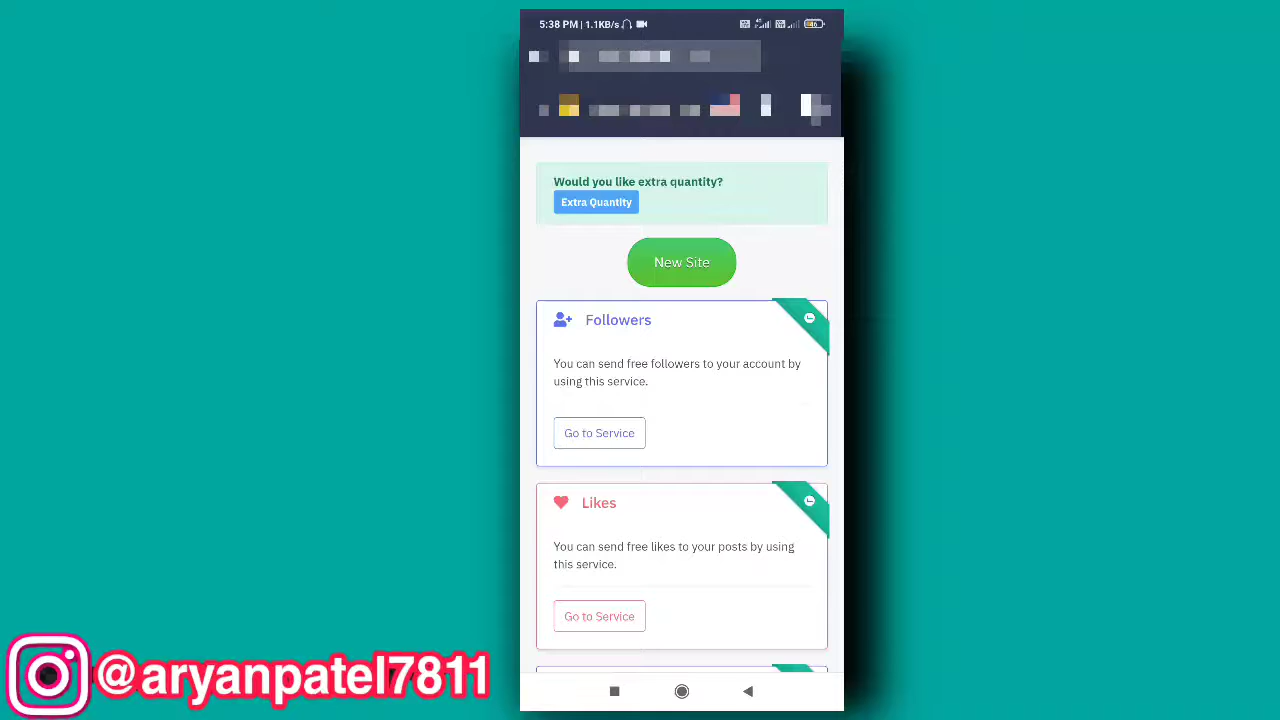 5:38 PM | 1.1KB/s
46
Would you like extra quantity?
Extra Quantity
New Site
Followers
You can send free followers to your account by
using this service.
Go to Service
Likes
You can send free likes to your posts by using
this service.
Go to Service
@aryanpatel7811